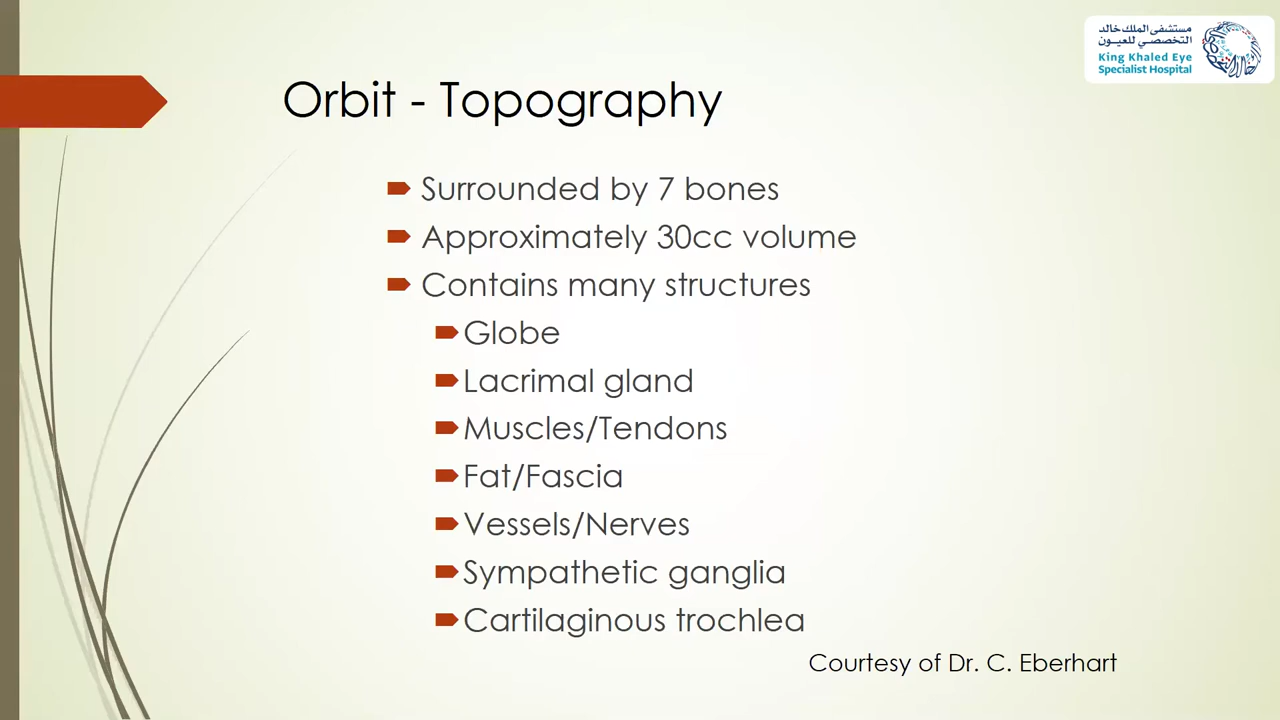 مستشفى الملك خالد
التخصصي للعيون
King Khaled Eye
Specialist Hospital
Orbit - Topography
Surrounded by 7 bones
Approximately 30cc volume
Contains many structures
Globe
Lacrimal gland
Muscles/Tendons
Fat/Fascia
Vessels/Nerves
Sympathetic ganglia
Cartilaginous trochlea
Courtesy of Dr. C. Eberhart